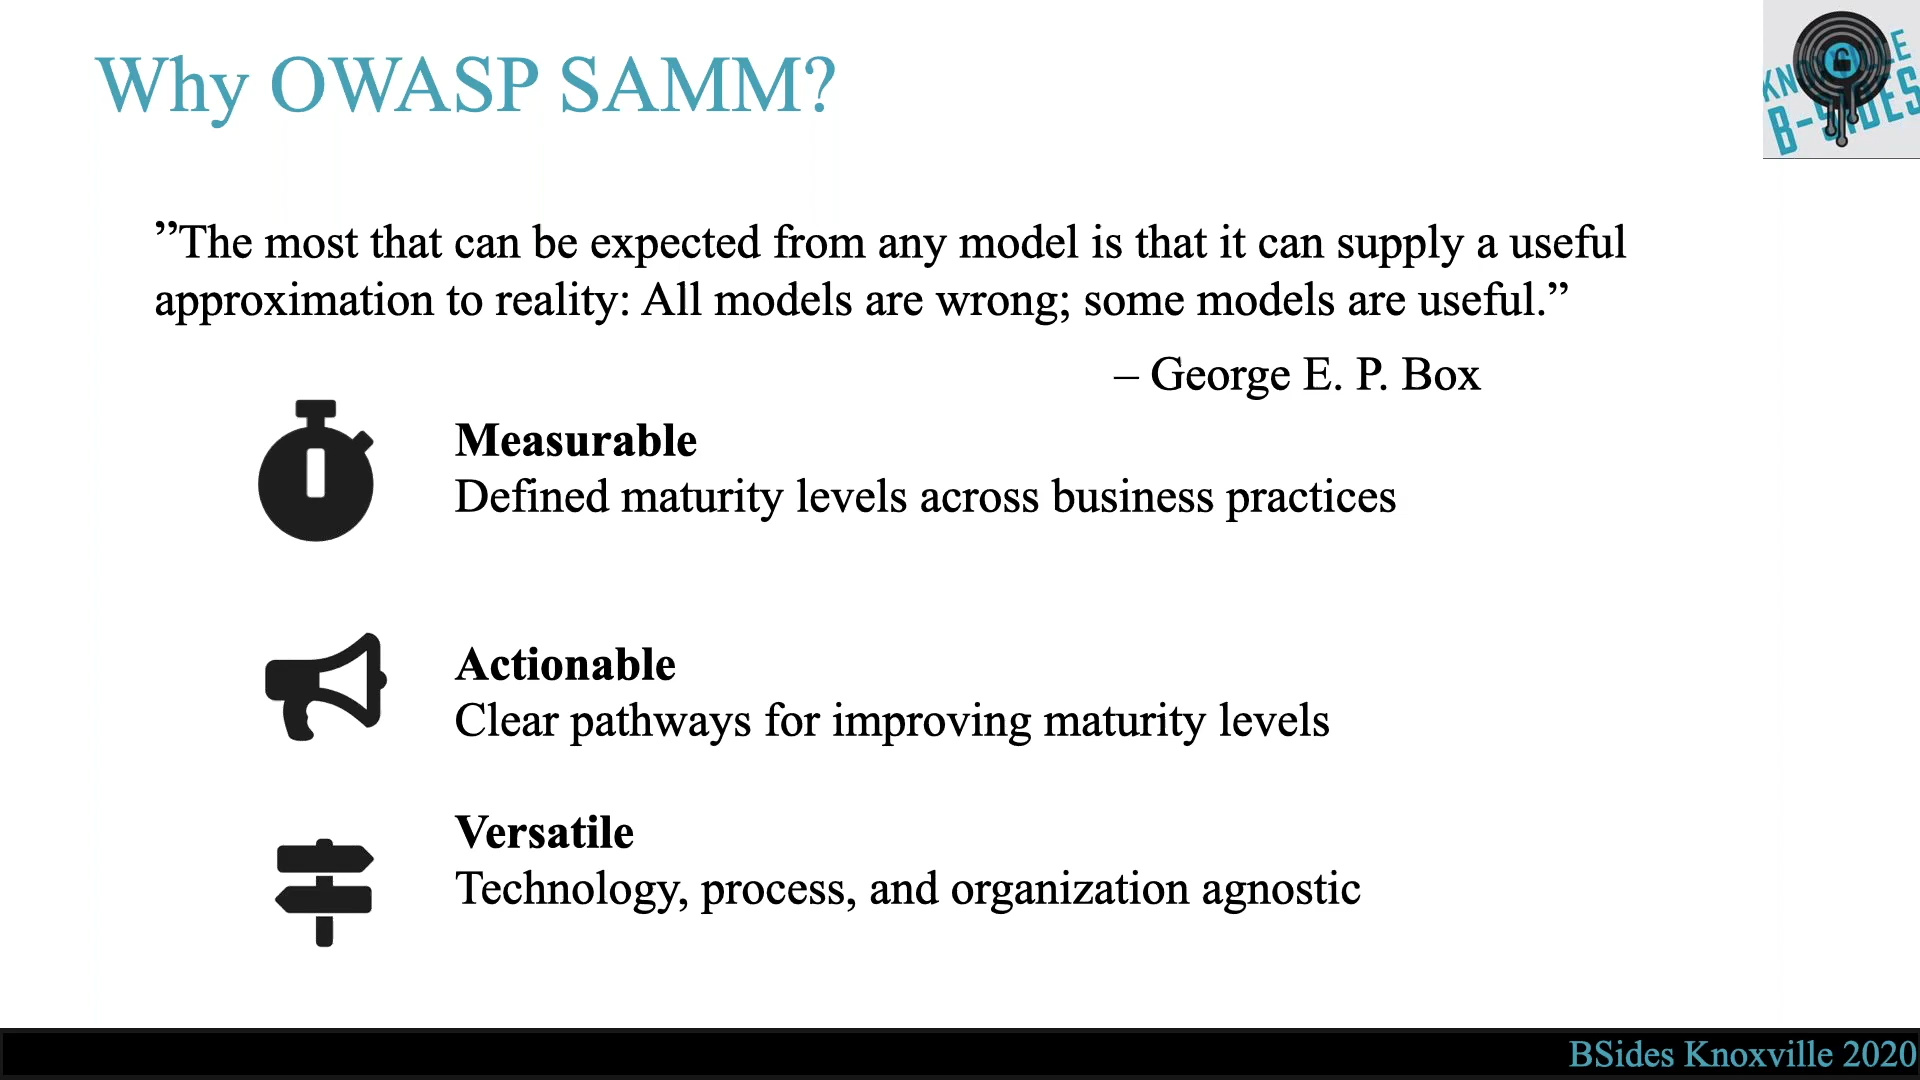 Why OWASP SAMM?
KNOXVILLE
B-SIDES
”The most that can be expected from any model is that it can supply a useful
approximation to reality: All models are wrong; some models are useful.”
– George E. P. Box
Measurable
Defined maturity levels across business practices
Actionable
Clear pathways for improving maturity levels
Versatile
Technology, process, and organization agnostic
BSides Knoxville 2020